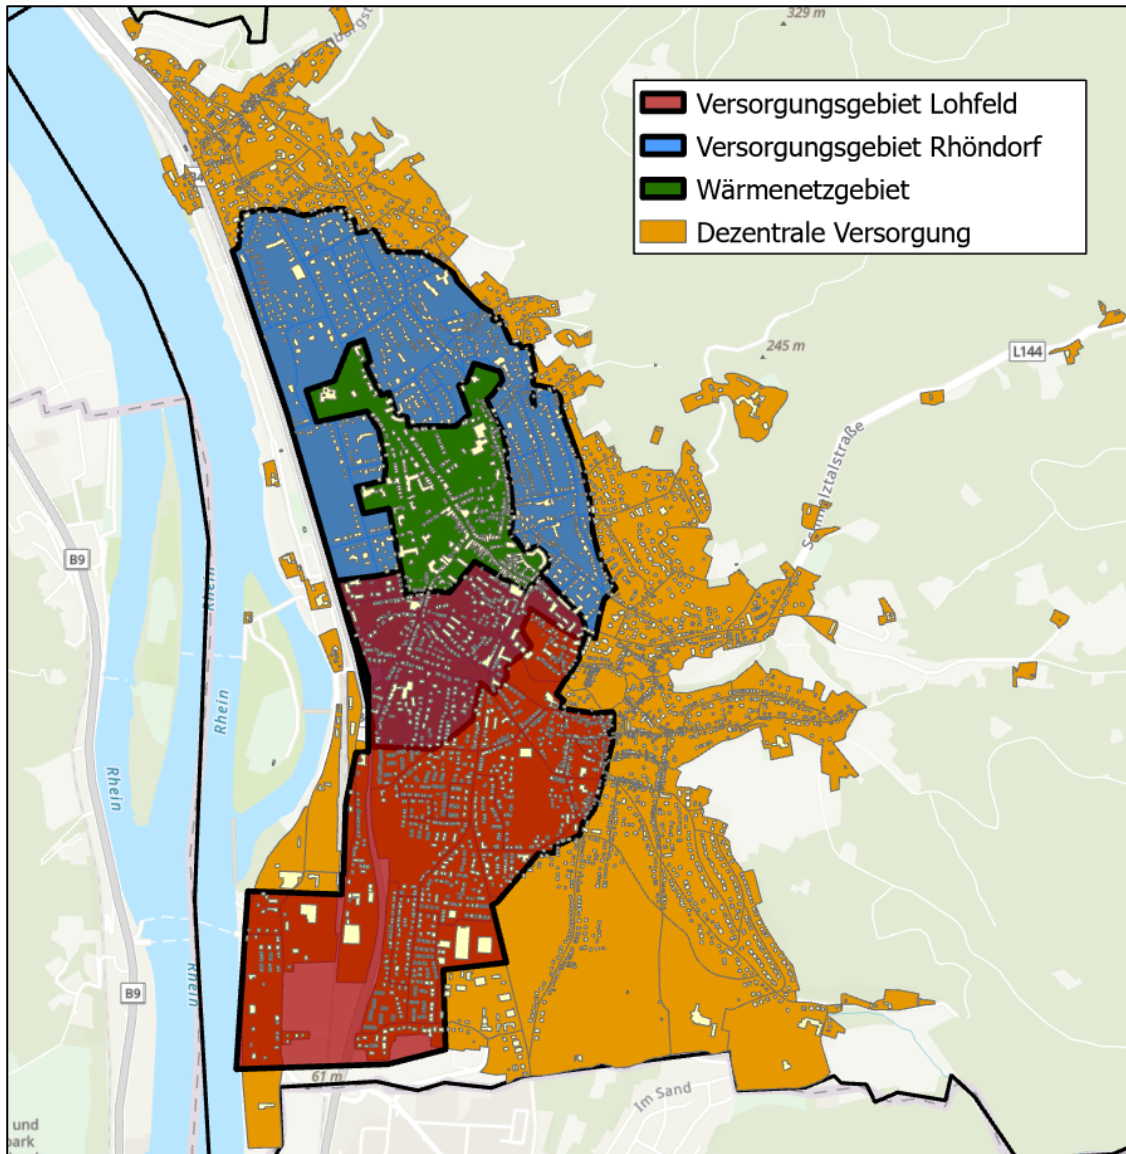 329 m
Versorgungsgebiet Lohfeld
Versorgungsgebiet Rhöndorf
Wärmenetzgebiet
Dezentrale Versorgung
245 m
L144
B9
Rhein
Rhein
Rhein
Rhein
B9
61 m
Im Sand
und
park